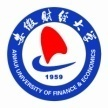 安徽财经大学
ANHUI UNIVERSITY OF FINANCE & ECONOMICS
1959